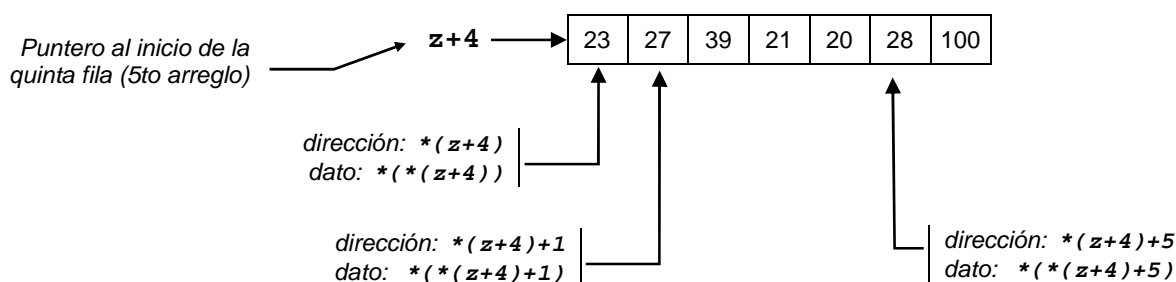 Puntero al inicio de la
quinta fila (5to arreglo)
z+4
23 27 39 21 20 28 100
dirección: *(z+4)
dato: *(*(z+4))
dirección: *(z+4)+1
dato: *(*(z+4)+1)
dirección: *(z+4)+5
dato: *(*(z+4)+5)